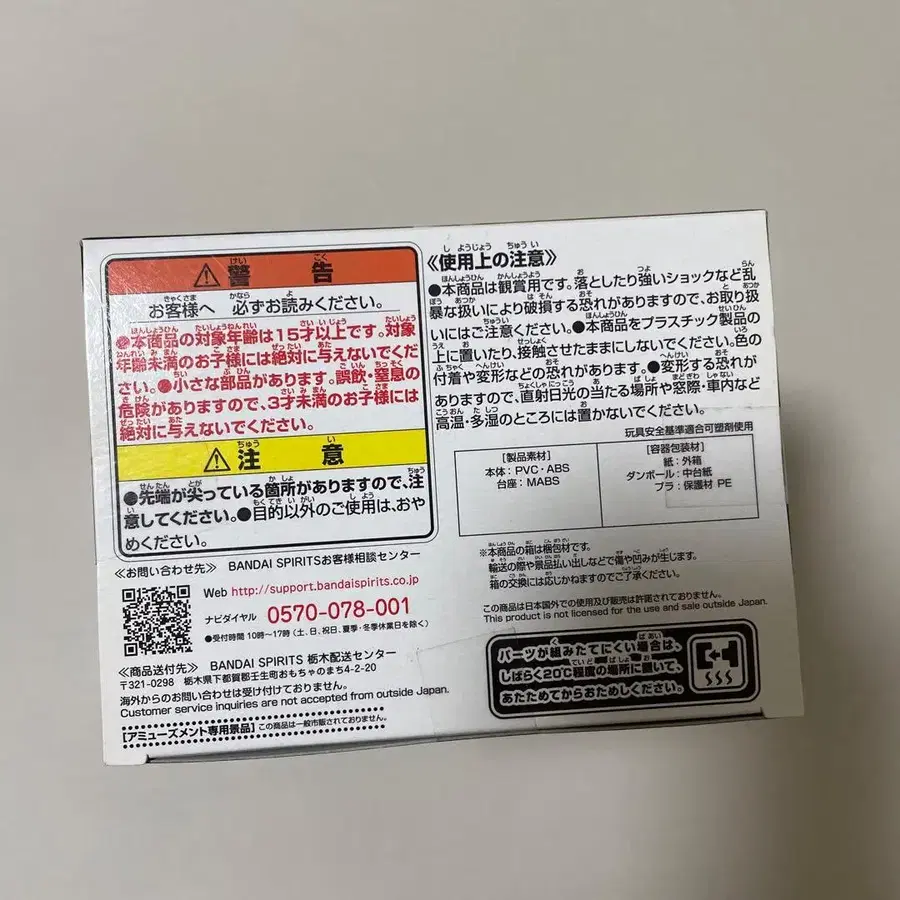 ⚠警告
お客様へ 必ずお読みください。
●本商品の対象年齢は15才以上です。対象
年齢未満のお子様には絶対に与えないでくだ
さい。●小さな部品があります。誤飲・窒息の
危険がありますので、3才未満のお子様には
絶対に与えないでください。
⚠注意
●先端が尖っている箇所がありますので、注
意してください。●目的以外のご使用は、おや
めください。
≪お問い合わせ先≫ BANDAI SPIRITSお客様相談センター
Web http://support.bandaispirits.co.jp
ナビダイヤル 0570-078-001
●受付時間 10時〜17時(土、日、祝日、夏季・冬季休業日を除く)
≪商品送付先≫ BANDAI SPIRITS 栃木配送センター
〒321-0298 栃木県下都賀郡壬生町おもちゃのまち4-2-20
海外からのお問い合わせは受け付けておりません。
Customer service inquiries are not accepted from outside Japan.
[アミューズメント専用景品] この商品は一般市販されておりません。
《使用上の注意》
●本商品は観賞用です。落としたり強いショックなど乱
暴な扱いにより破損する恐れがありますので、お取り扱
いにはご注意ください。●本商品をプラスチック製品の
上に置いたり、接触させたままにしないでください。色の
付着や変形などの恐れがあります。●変形する恐れが
ありますので、直射日光の当たる場所や窓際・車内など
高温・多湿のところには置かないでください。
玩具安全基準適合可塑剤使用
[製品素材]
本体:PVC・ABS
台座:MABS
[容器包装材]
紙:外箱
ダンボール:中台紙
プラ:保護材 PE
※本商品の箱は梱包材です。
輸送の際や景品払い出しなどで傷や凹みが生じます。
箱の交換には応じかねますのでご了承ください。
この商品は日本国外での使用及び販売は許諾されておりません。
This product is not licensed for the use and sale outside Japan.
パーツが組みたてにくい場合は、
しばらく20℃程度の場所に置いて、
あたためてからおためしください。